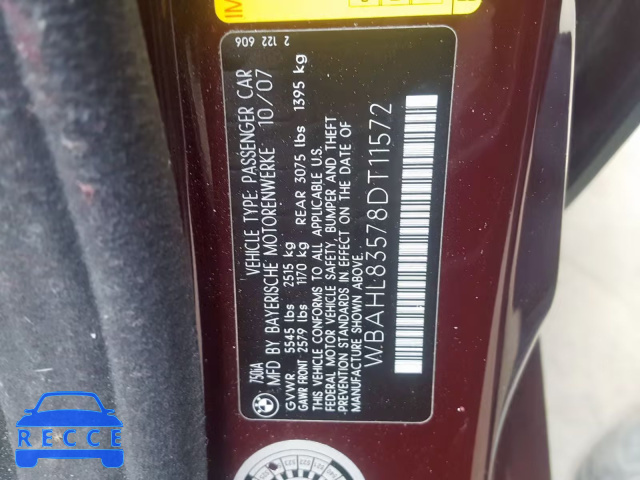 IM
2 122 606
VEHICLE TYPE: PASSENGER CAR
750iA
MFD BY BAYERISCHE MOTORENWERKE 10/07
GVWR 5545 lbs 2515 kg
GAWR FRONT 2579 lbs 1170 kg REAR 3075 lbs 1395 kg
THIS VEHICLE CONFORMS TO ALL APPLICABLE U.S.
FEDERAL MOTOR VEHICLE SAFETY, BUMPER AND THEFT
PREVENTION STANDARDS IN EFFECT ON THE DATE OF
MANUFACTURE SHOWN ABOVE.
WBAHL83578DT11572
RECCE